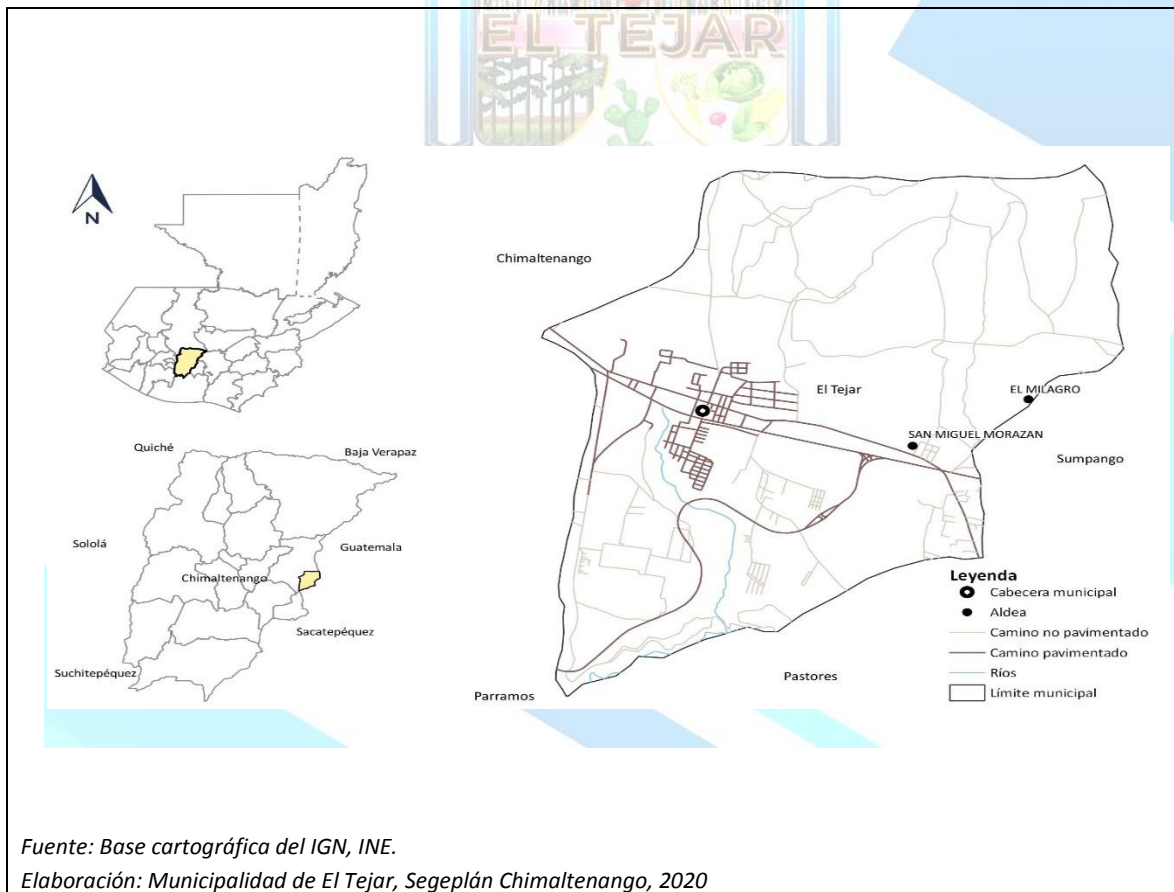 EL TEJAR
N
Chimaltenango
El Tejar
EL MILAGRO
SAN MIGUEL MORAZAN
Sumpango
Pastores
Parramos
Quiché
Baja Verapaz
Sololá
Guatemala
Chimaltenango
Sacatepéquez
Suchitepéquez
Leyenda
Cabecera municipal
Aldea
Camino no pavimentado
Camino pavimentado
Ríos
Límite municipal
Fuente: Base cartográfica del IGN, INE.
Elaboración: Municipalidad de El Tejar, Segeplán Chimaltenango, 2020